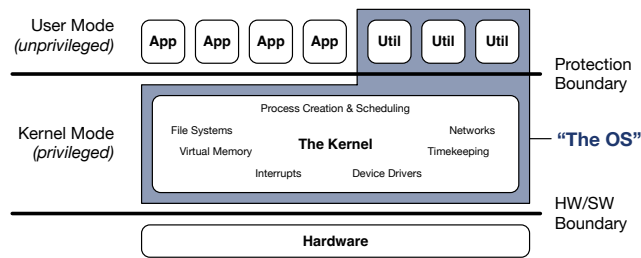 User Mode
(unprivileged)
App App App App Util Util Util
Protection
Boundary
Kernel Mode
(privileged)
Process Creation & Scheduling
File Systems
Networks
The Kernel
Virtual Memory
Timekeeping
Interrupts
Device Drivers
“The OS”
HW/SW
Boundary
Hardware